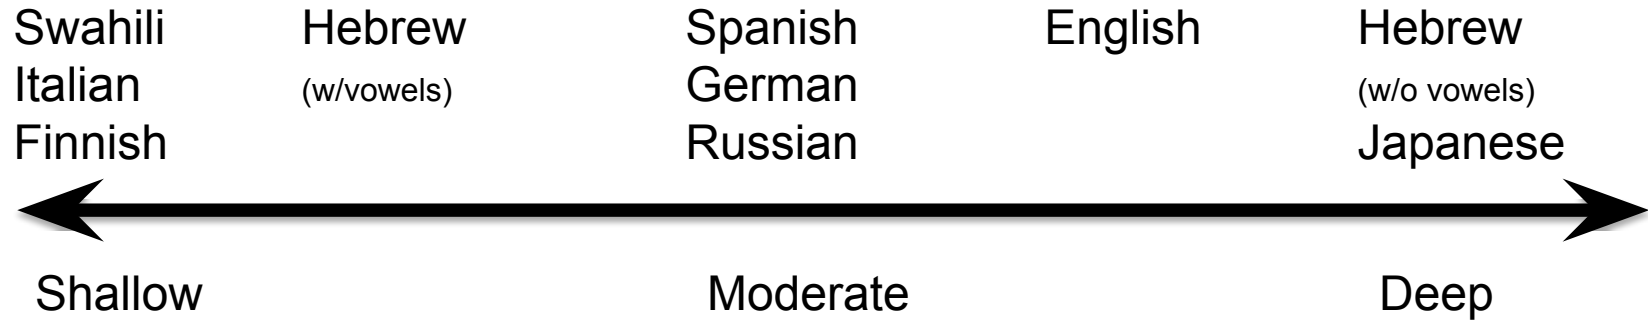 Swahili Hebrew Spanish English Hebrew
Italian (w/vowels) German (w/o vowels)
Finnish Russian Japanese
Shallow Moderate Deep